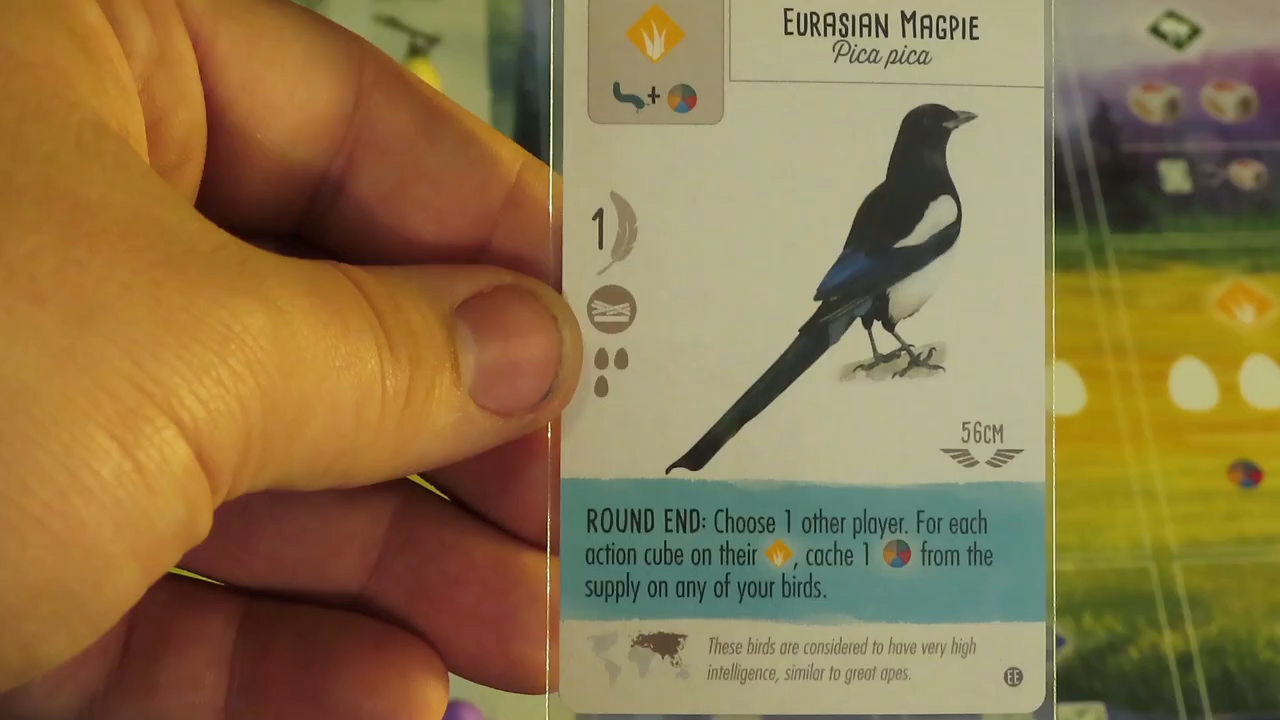 EURASIAN MAGPIE
Pica pica
+
1
56CM
ROUND END: Choose 1 other player. For each
action cube on their , cache 1 from the
supply on any of your birds.
These birds are considered to have very high
intelligence, similar to great apes.
EE